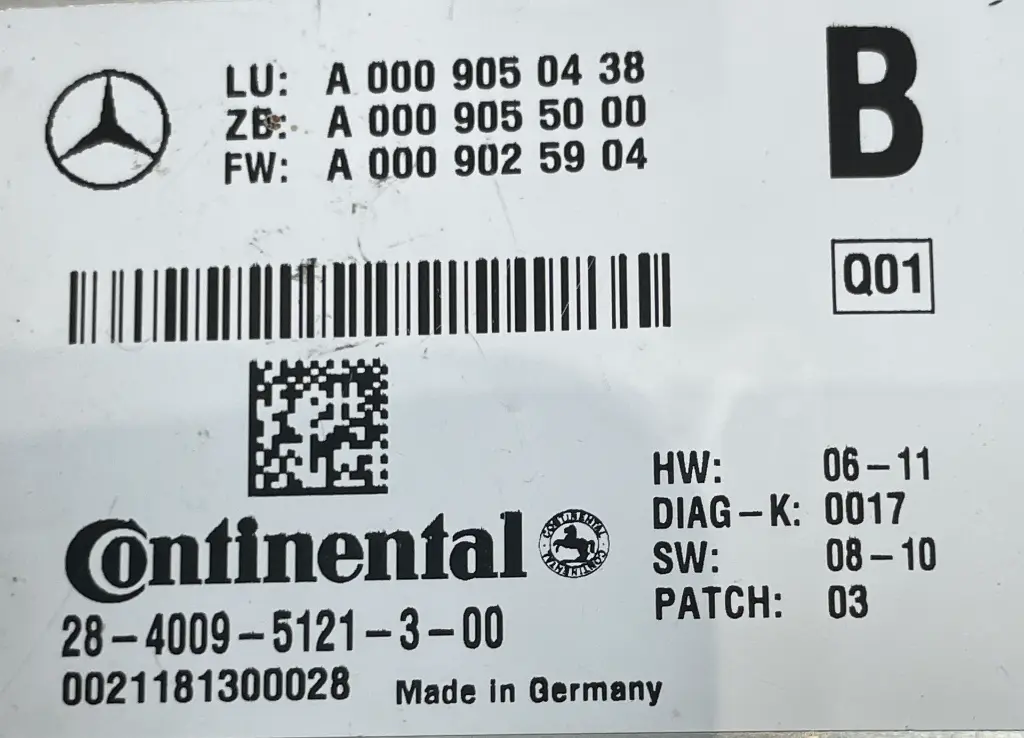 LU: A 000 905 04 38
ZB: A 000 905 50 00
FW: A 000 902 59 04
B
Q01
HW: 06-11
DIAG-K: 0017
SW: 08-10
PATCH: 03
Continental
28-4009-5121-3-00
0021181300028 Made in Germany